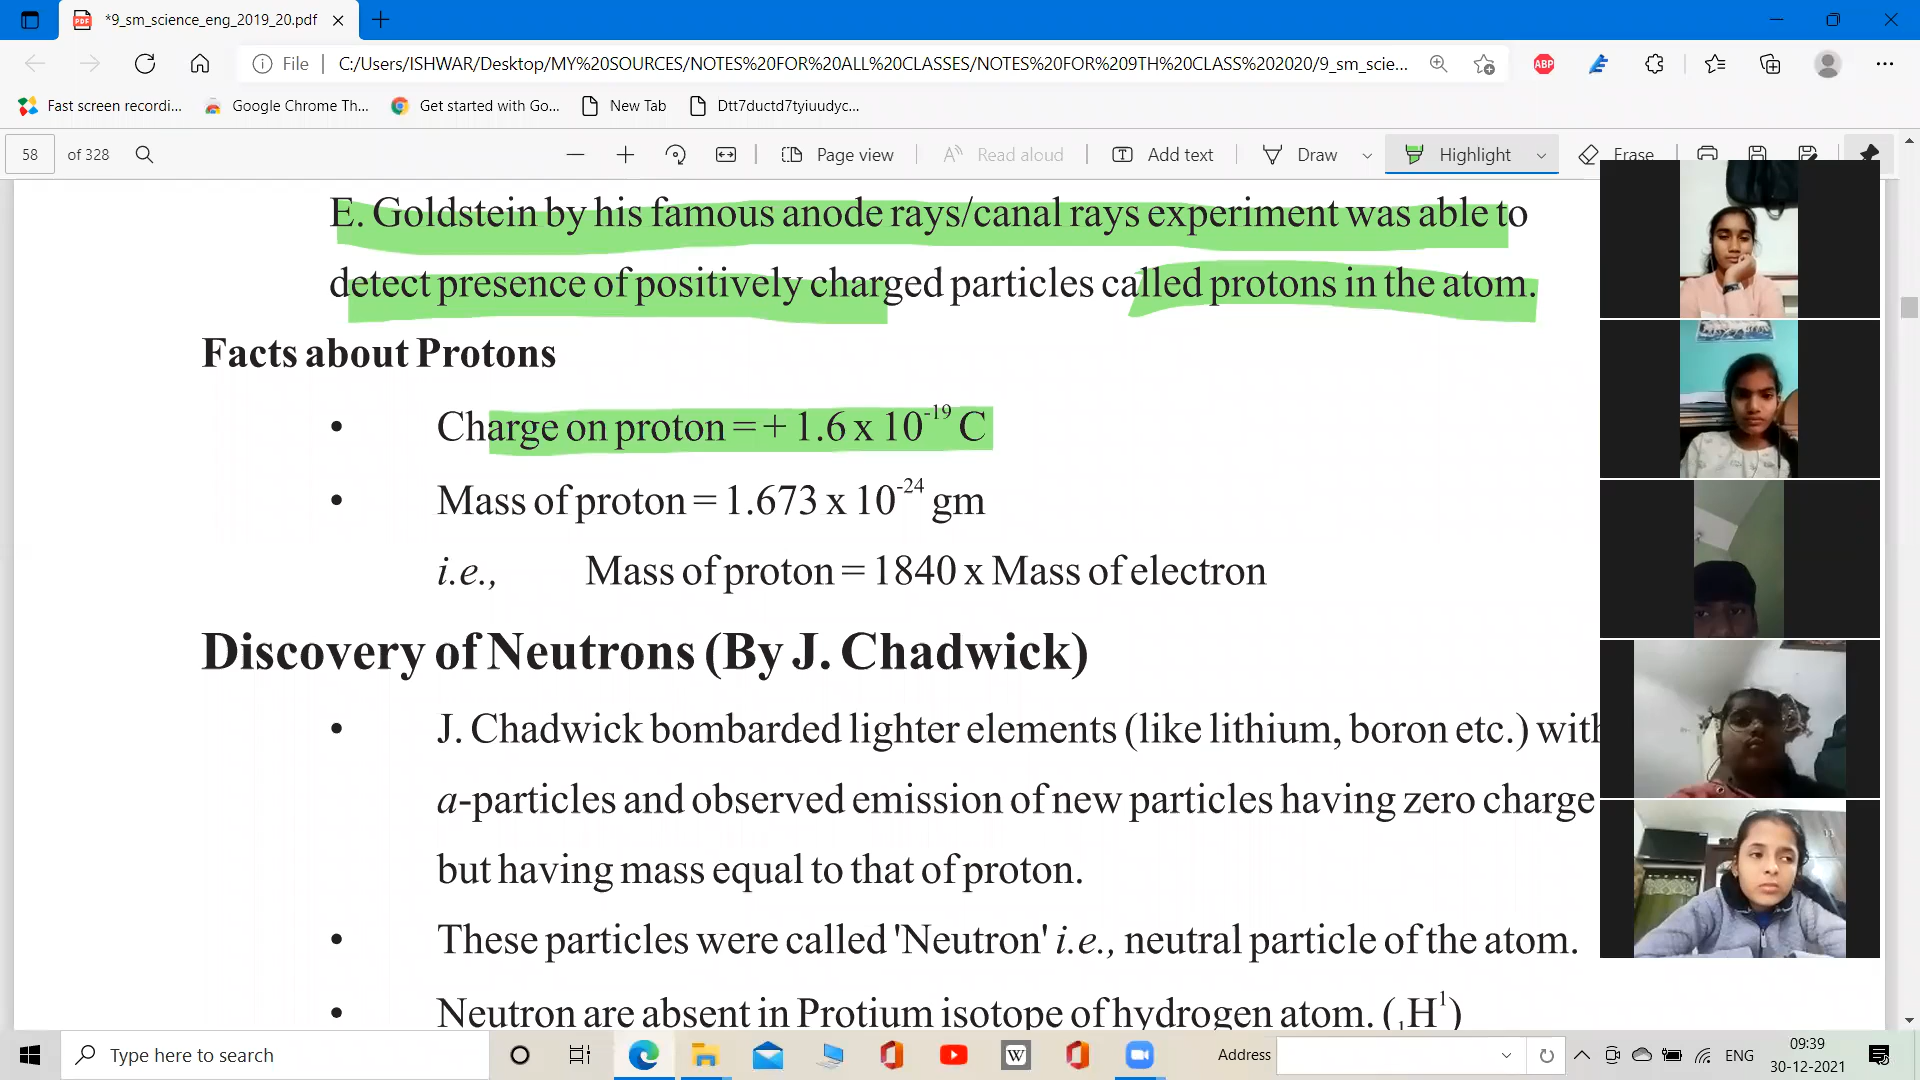 *9_sm_science_eng_2019_20.pdf
File C:/Users/ISHWAR/Desktop/MY%20SOURCES/NOTES%20FOR%20ALL%20CLASSES/NOTES%20FOR%209TH%20CLASS%202020/9_sm_scie... ABP
Fast screen recordi... Google Chrome Th... Get started with Go... New Tab Dtt7ductd7tyiuudyc...
58 of 328 Page view Read aloud Add text Draw Highlight Erase
E. Goldstein by his famous anode rays/canal rays experiment was able to
detect presence of positively charged particles called protons in the atom.
Facts about Protons
• Charge on proton = + 1.6 x 10⁻¹⁹ C
• Mass of proton = 1.673 x 10⁻²⁴ gm
i.e., Mass of proton = 1840 x Mass of electron
Discovery of Neutrons (By J. Chadwick)
• J. Chadwick bombarded lighter elements (like lithium, boron etc.) with
a-particles and observed emission of new particles having zero charge
but having mass equal to that of proton.
• These particles were called 'Neutron' i.e., neutral particle of the atom.
• Neutron are absent in Protium isotope of hydrogen atom. (₁H¹)
Type here to search W Address ENG 09:39
30-12-2021